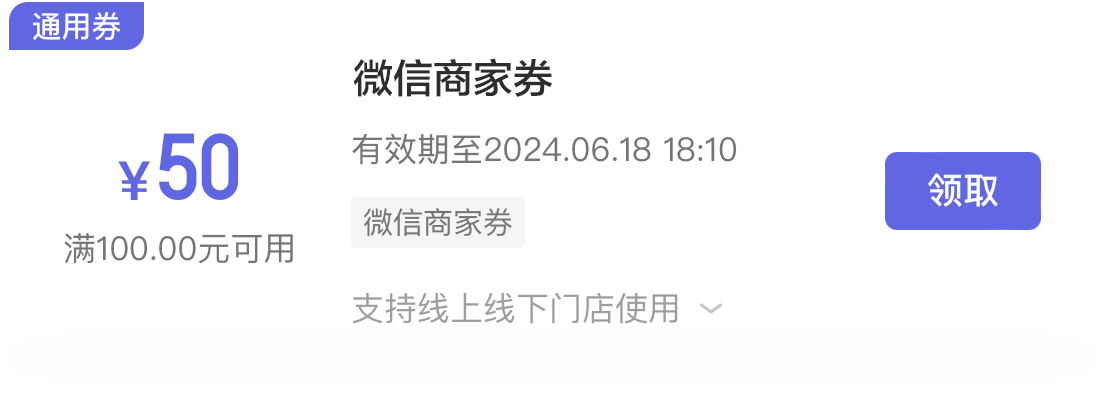 通用券
微信商家券
¥50
有效期至2024.06.18 18:10
领取
微信商家券
满100.00元可用
支持线上线下门店使用